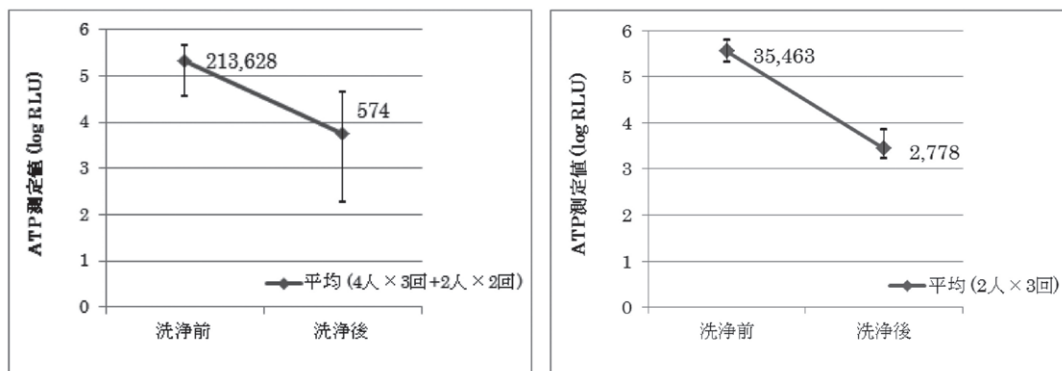 ATP測定値 (log RLU)
6
5
4
3
2
1
0
213,628
574
平均 (4人×3回+2人×2回)
洗浄前
洗浄後
ATP測定値 (log RLU)
6
5
4
3
2
1
0
35,463
2,778
平均 (2人×3回)
洗浄前
洗浄後